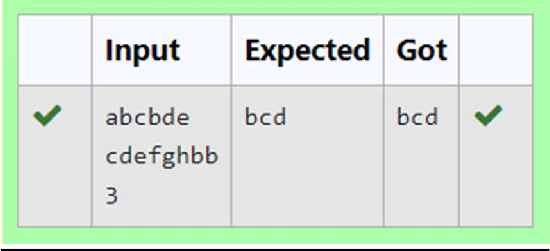 Input Expected Got
abcbde bcd bcd
cdefghbb
3